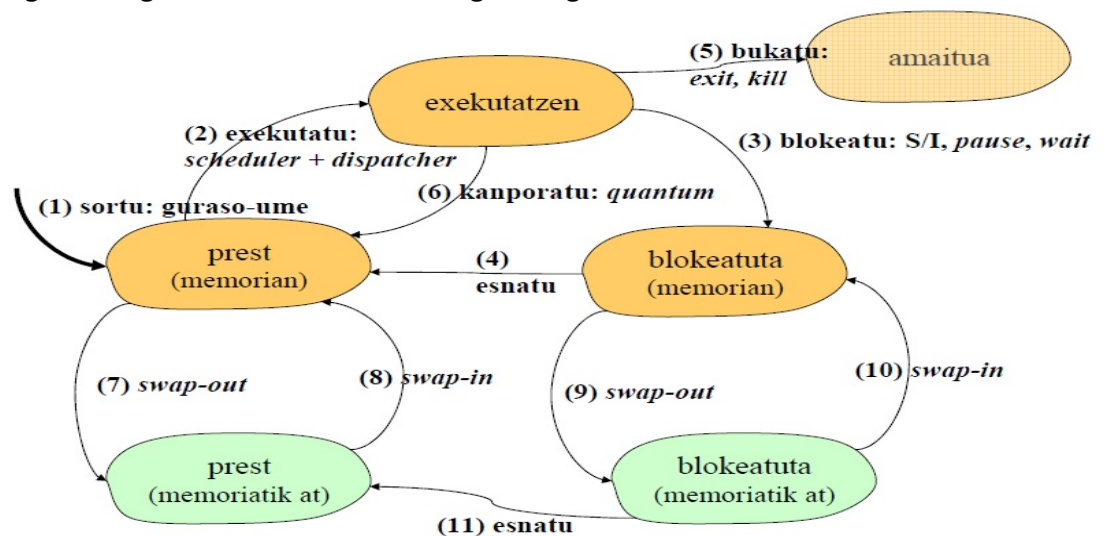 (5) bukatu:
exit, kill
amaitua
exekutatzen
(2) exekutatu:
scheduler + dispatcher
(3) blokeatu: S/I, pause, wait
(6) kanporatu: quantum
(1) sortu: guraso-ume
prest
(memorian)
(4)
esnatu
blokeatuta
(memorian)
(7) swap-out
(8) swap-in
(9) swap-out
(10) swap-in
prest
(memoriatik at)
blokeatuta
(memoriatik at)
(11) esnatu